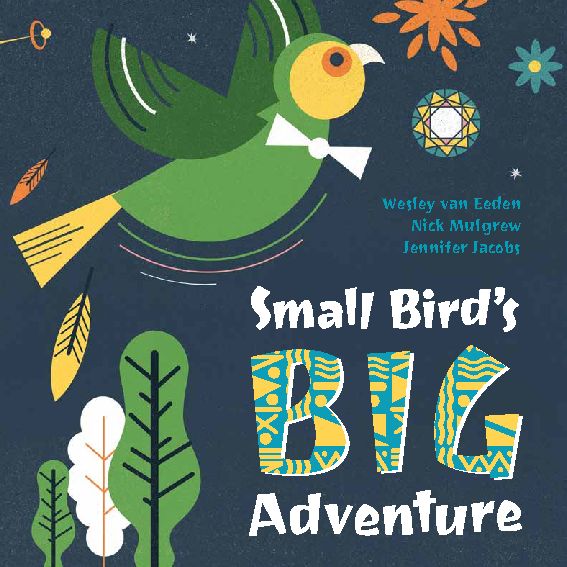 Wesley van Eeden
Nick Mulgrew
Jennifer Jacobs
Small Bird's
BIG
Adventure